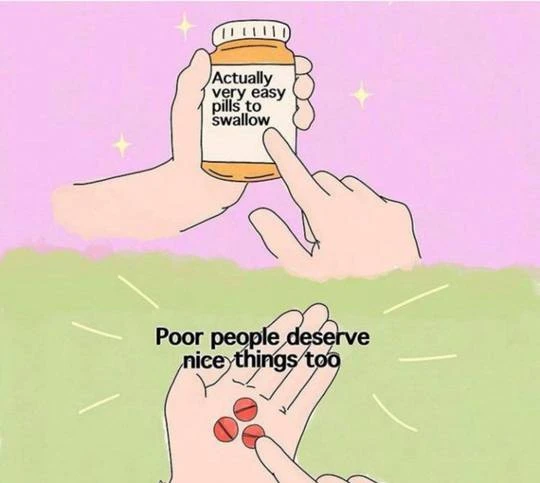 Actually
very easy
pills to
swallow
Poor people deserve
nice things too